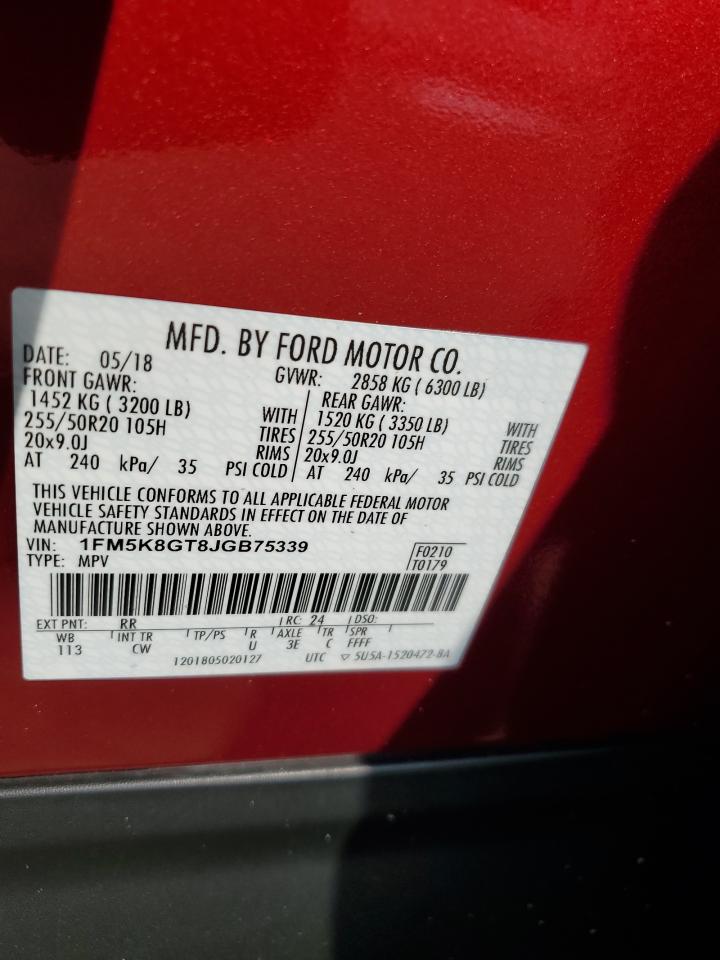 MFD. BY FORD MOTOR CO.
DATE: 05/18 GVWR: 2858 KG ( 6300 LB)
FRONT GAWR: REAR GAWR:
1452 KG ( 3200 LB) WITH 1520 KG ( 3350 LB) WITH
255/50R20 105H TIRES 255/50R20 105H TIRES
20x9.0J RIMS 20x9.0J RIMS
AT 240 kPa/ 35 PSI COLD AT 240 kPa/ 35 PSI COLD
THIS VEHICLE CONFORMS TO ALL APPLICABLE FEDERAL MOTOR
VEHICLE SAFETY STANDARDS IN EFFECT ON THE DATE OF
MANUFACTURE SHOWN ABOVE.
VIN: 1FM5K8GT8JGB75339 F0210
TYPE: MPV T0179
EXT PNT: RR RC: 24 DSO:
WB INT TR TP/PS R AXLE TR SPR
113 CW U 3E C FFFF
1201805020127 UTC ▽ 5U5A-1520472-BA